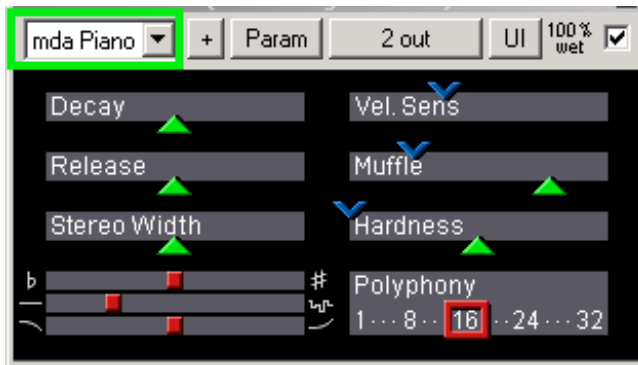 mda Piano + Param 2 out UI 100% wet
Decay Vel. Sens
Release Muffle
Stereo Width Hardness
♭ ♯ Polyphony
1···8··16··24···32